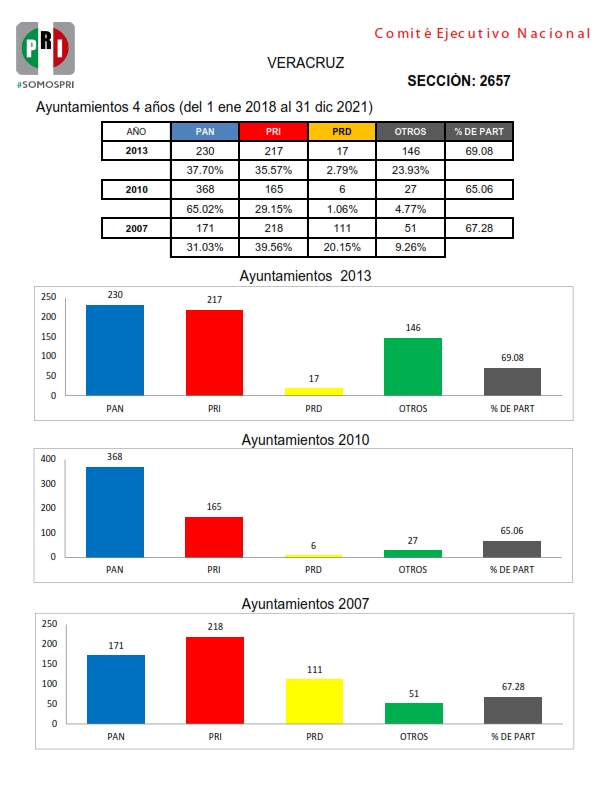 Comité Ejecutivo Nacional
PRI
#SOMOSPRI
VERACRUZ
SECCIÓN: 2657
Ayuntamientos 4 años (del 1 ene 2018 al 31 dic 2021)
AÑO PAN PRI PRD OTROS % DE PART
2013 230 217 17 146 69.08
37.70% 35.57% 2.79% 23.93%
2010 368 165 6 27 65.06
65.02% 29.15% 1.06% 4.77%
2007 171 218 111 51 67.28
31.03% 39.56% 20.15% 9.26%
Ayuntamientos 2013
250
200
150
100
50
0
230 217 17 146 69.08
PAN PRI PRD OTROS % DE PART
Ayuntamientos 2010
400
300
200
100
0
368 165 6 27 65.06
PAN PRI PRD OTROS % DE PART
Ayuntamientos 2007
250
200
150
100
50
0
171 218 111 51 67.28
PAN PRI PRD OTROS % DE PART